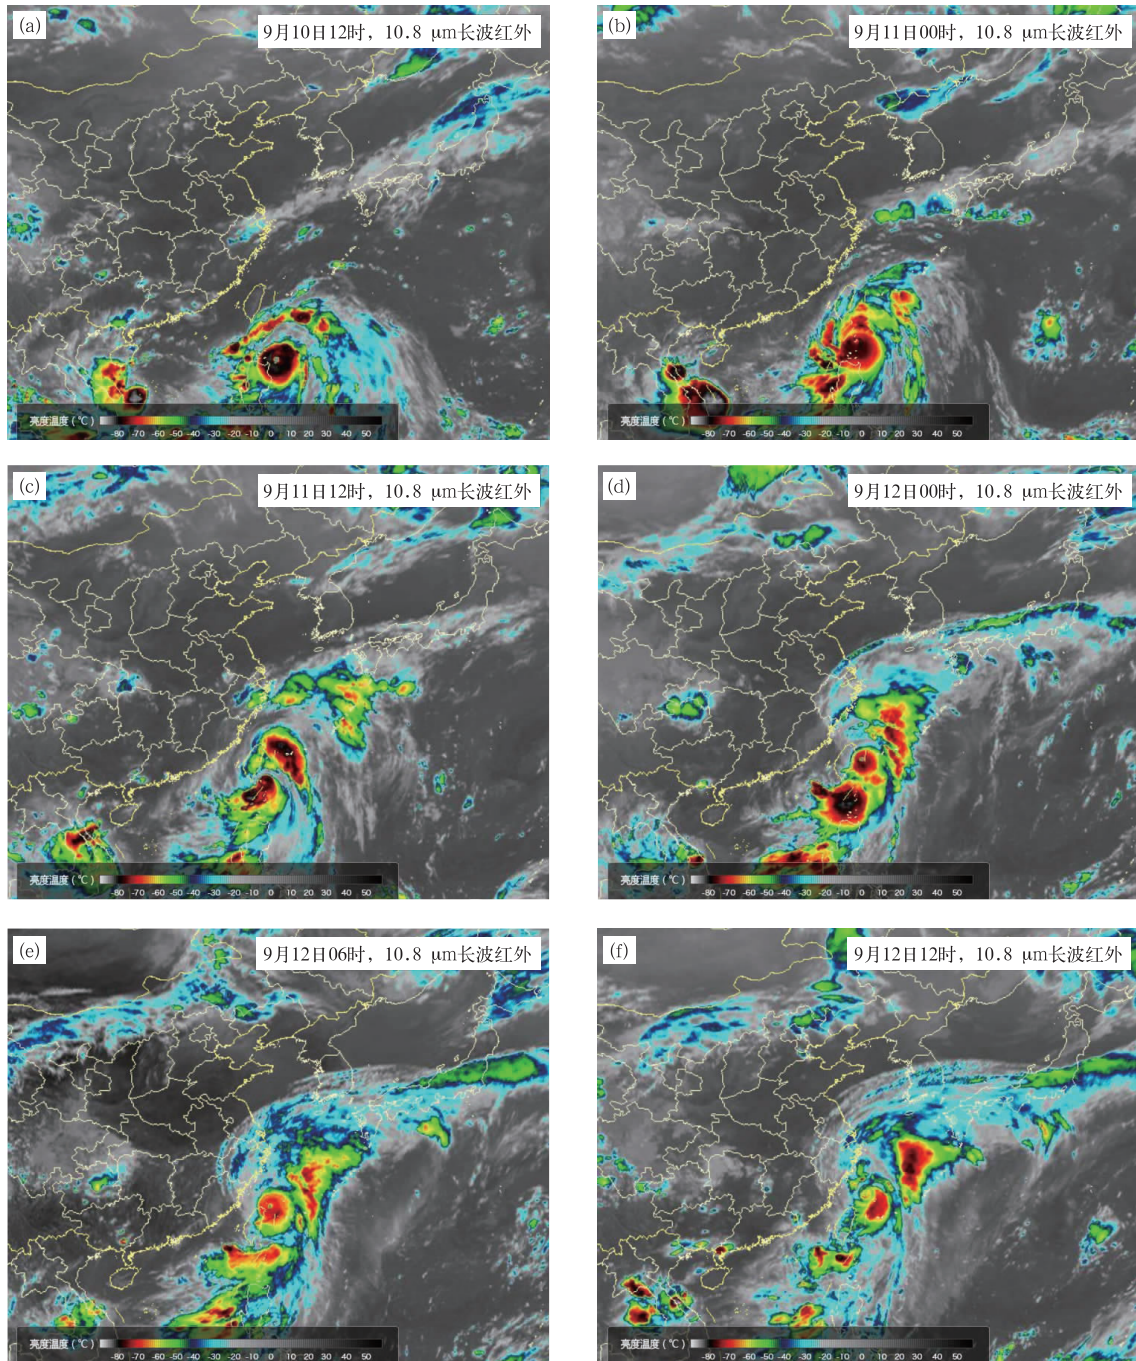 (a)
9月10日12时，10.8 μm长波红外
(b)
9月11日00时，10.8 μm长波红外
亮度温度(℃)
-80 -70 -60 -50 -40 -30 -20 -10 0 10 20 30 40 50
亮度温度(℃)
-80 -70 -60 -50 -40 -30 -20 -10 0 10 20 30 40 50
(c)
9月11日12时，10.8 μm长波红外
(d)
9月12日00时，10.8 μm长波红外
亮度温度(℃)
-80 -70 -60 -50 -40 -30 -20 -10 0 10 20 30 40 50
亮度温度(℃)
-80 -70 -60 -50 -40 -30 -20 -10 0 10 20 30 40 50
(e)
9月12日06时，10.8 μm长波红外
(f)
9月12日12时，10.8 μm长波红外
亮度温度(℃)
-80 -70 -60 -50 -40 -30 -20 -10 0 10 20 30 40 50
亮度温度(℃)
-80 -70 -60 -50 -40 -30 -20 -10 0 10 20 30 40 50